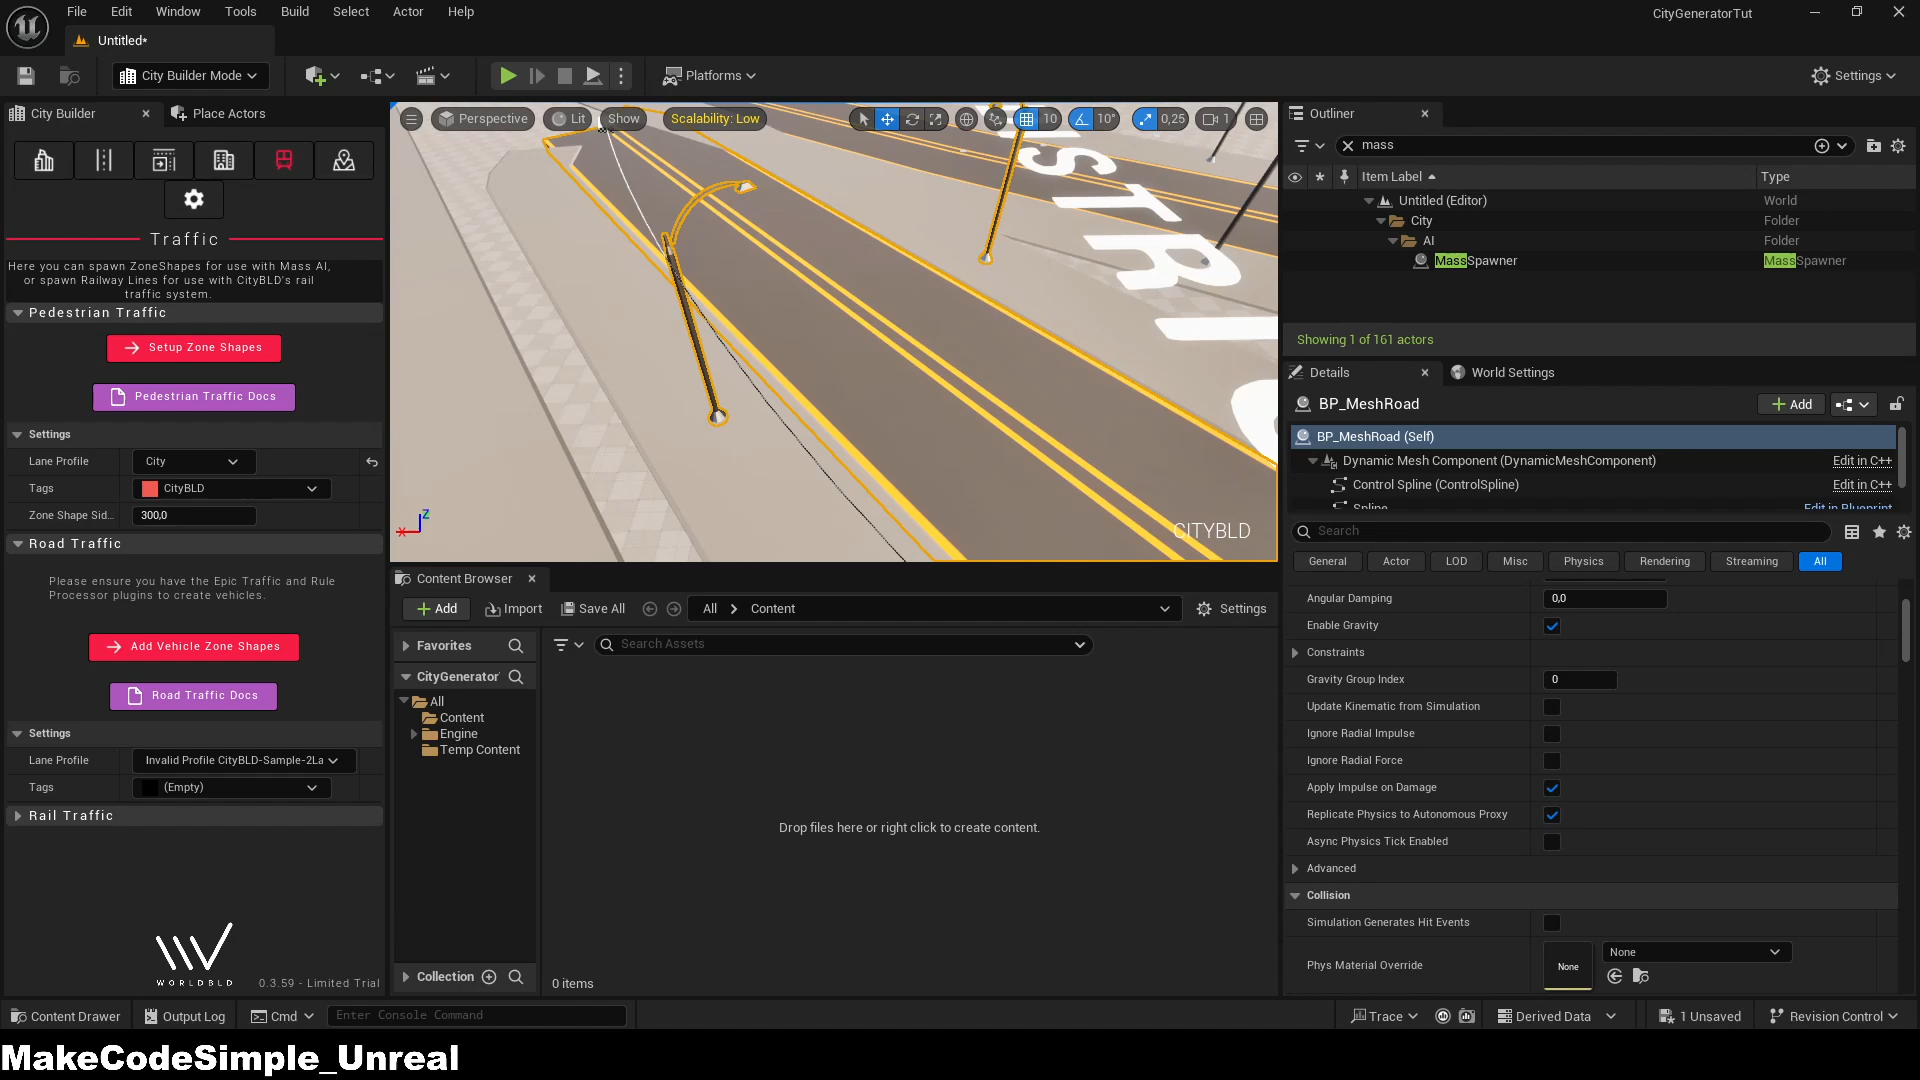 File Edit Window Tools Build Select Actor Help
CityGeneratorTut
Untitled*
City Builder Mode
Platforms
Settings
City Builder
Place Actors
Traffic
Here you can spawn ZoneShapes for use with Mass AI,
or spawn Railway Lines for use with CityBLD's rail
traffic system.
Pedestrian Traffic
Setup Zone Shapes
Pedestrian Traffic Docs
Settings
Lane Profile City
Tags CityBLD
Zone Shape Sid... 300,0
Road Traffic
Please ensure you have the Epic Traffic and Rule
Processor plugins to create vehicles.
Add Vehicle Zone Shapes
Road Traffic Docs
Settings
Lane Profile Invalid Profile CityBLD-Sample-2La
Tags (Empty)
Rail Traffic
WORLDBLD
0.3.59 - Limited Trial
Perspective Lit Show Scalability: Low 10 10° 0,25 1
STRI
CITYBLD
X Z
Content Browser
Add Import Save All All Content Settings
Favorites
Search Assets
CityGenerator
All
Content
Engine
Temp Content
Drop files here or right click to create content.
Collection
0 items
Outliner
mass
Item Label Type
Untitled (Editor) World
City Folder
AI Folder
MassSpawner MassSpawner
Showing 1 of 161 actors
Details World Settings
BP_MeshRoad Add
BP_MeshRoad (Self)
Dynamic Mesh Component (DynamicMeshComponent) Edit in C++
Control Spline (ControlSpline) Edit in C++
Spline Edit in Blueprint
Search
General Actor LOD Misc Physics Rendering Streaming All
Angular Damping 0,0
Enable Gravity
Constraints
Gravity Group Index 0
Update Kinematic from Simulation
Ignore Radial Impulse
Ignore Radial Force
Apply Impulse on Damage
Replicate Physics to Autonomous Proxy
Async Physics Tick Enabled
Advanced
Collision
Simulation Generates Hit Events
Phys Material Override None None
Content Drawer Output Log Cmd Enter Console Command Trace Derived Data 1 Unsaved Revision Control
MakeCodeSimple_Unreal